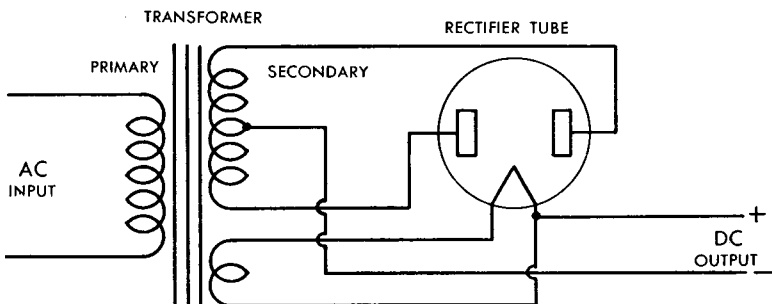 TRANSFORMER
RECTIFIER TUBE
PRIMARY
SECONDARY
AC
INPUT
+
DC
OUTPUT
−